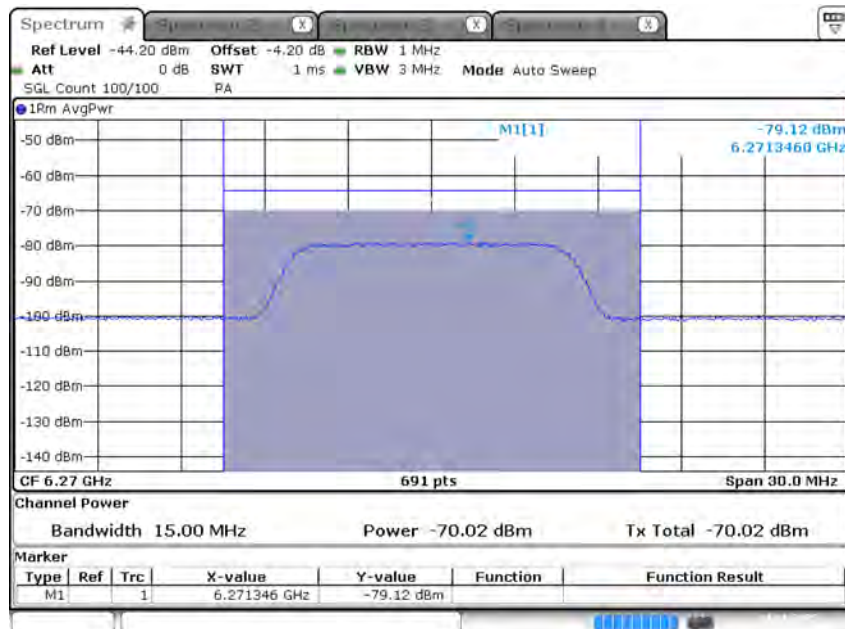 Spectrum
Ref Level -44.20 dBm Offset -4.20 dB RBW 1 MHz
Att 0 dB SWT 1 ms VBW 3 MHz Mode Auto Sweep
SGL Count 100/100 PA
1Rm AvgPwr
M1[1] -79.12 dBm
6.2713460 GHz
-50 dBm
-60 dBm
-70 dBm
-80 dBm
-90 dBm
-100 dBm
-110 dBm
-120 dBm
-130 dBm
-140 dBm
CF 6.27 GHz 691 pts Span 30.0 MHz
Channel Power
Bandwidth 15.00 MHz Power -70.02 dBm Tx Total -70.02 dBm
Marker
Type Ref Trc X-value Y-value Function Function Result
M1 1 6.271346 GHz -79.12 dBm